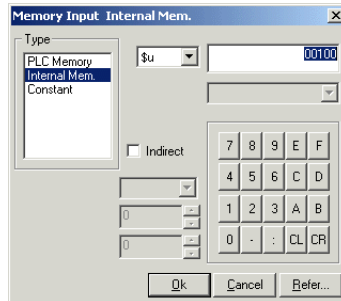 Memory Input Internal Mem.
Type
PLC Memory
Internal Mem.
Constant
$u
00100
Indirect
0
0
7 8 9 E F
4 5 6 C D
1 2 3 A B
0 - : CL CR
Ok Cancel Refer...